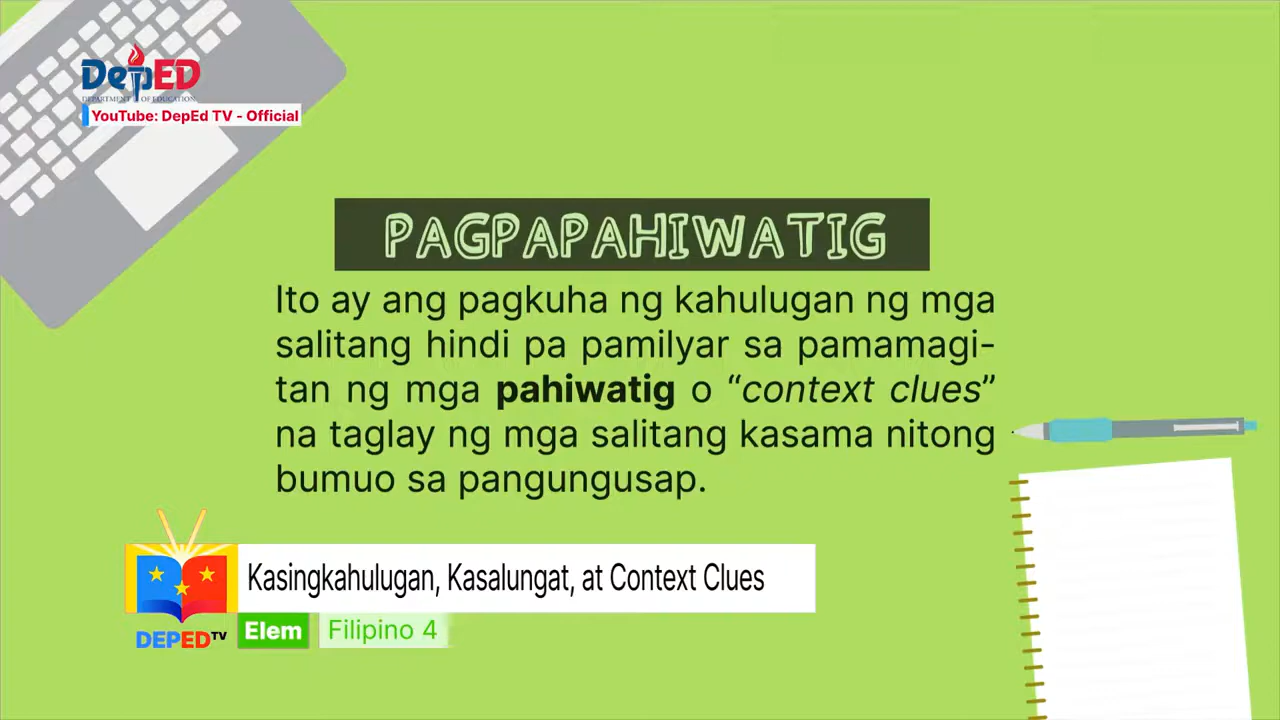 DepED
DEPARTMENT OF EDUCATION
YouTube: DepEd TV - Official
PAGPAPAHIWATIG
Ito ay ang pagkuha ng kahulugan ng mga
salitang hindi pa pamilyar sa pamamagi-
tan ng mga pahiwatig o “context clues”
na taglay ng mga salitang kasama nitong
bumuo sa pangungusap.
Kasingkahulugan, Kasalungat, at Context Clues
DEPED TV
Elem
Filipino 4